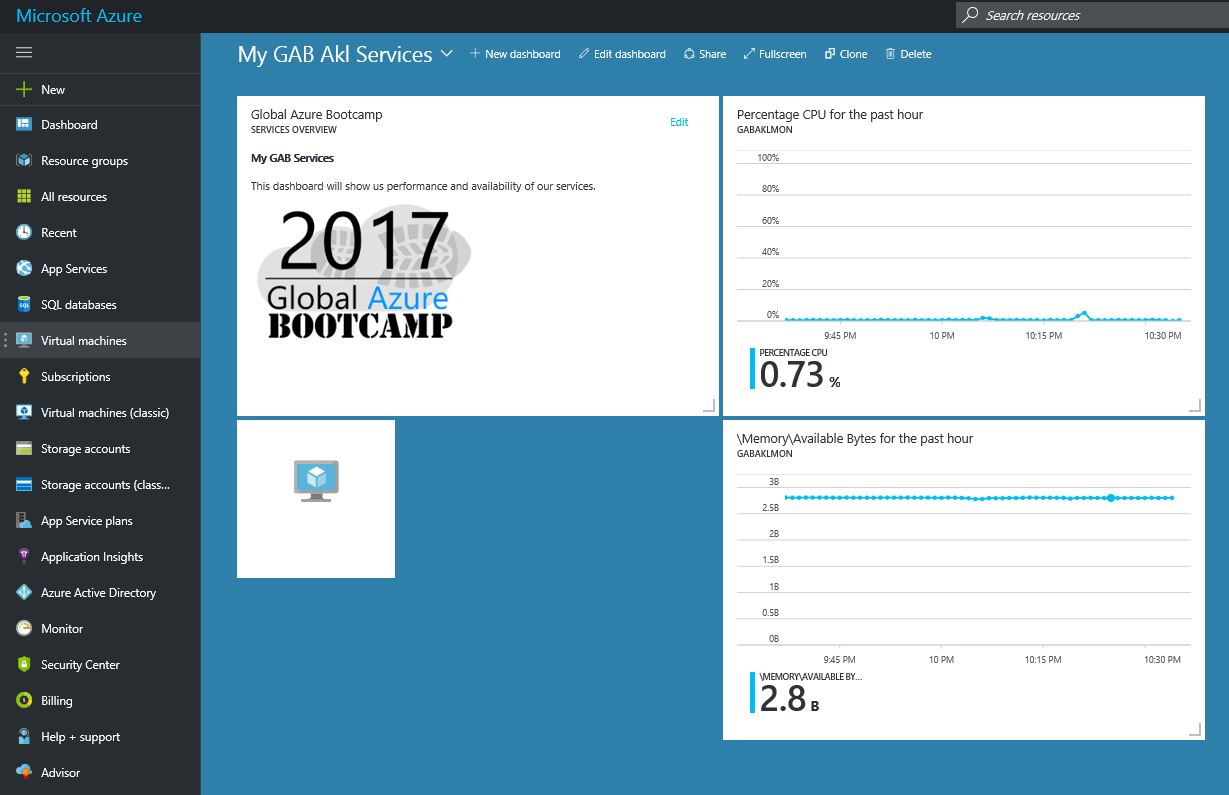 Microsoft Azure
Search resources
My GAB Akl Services
New dashboard
Edit dashboard
Share
Fullscreen
Clone
Delete
New
Dashboard
Resource groups
All resources
Recent
App Services
SQL databases
Virtual machines
Subscriptions
Virtual machines (classic)
Storage accounts
Storage accounts (class...
App Service plans
Application Insights
Azure Active Directory
Monitor
Security Center
Billing
Help + support
Advisor
Global Azure Bootcamp
SERVICES OVERVIEW
Edit
My GAB Services
This dashboard will show us performance and availability of our services.
2017
Global Azure
BOOTCAMP
Percentage CPU for the past hour
GABAKLMON
100%
80%
60%
40%
20%
0%
9:45 PM 10 PM 10:15 PM 10:30 PM
PERCENTAGE CPU
0.73 %
\Memory\Available Bytes for the past hour
GABAKLMON
3B
2.5B
2B
1.5B
1B
0.5B
0B
9:45 PM 10 PM 10:15 PM 10:30 PM
\MEMORY\AVAILABLE BY...
2.8 B